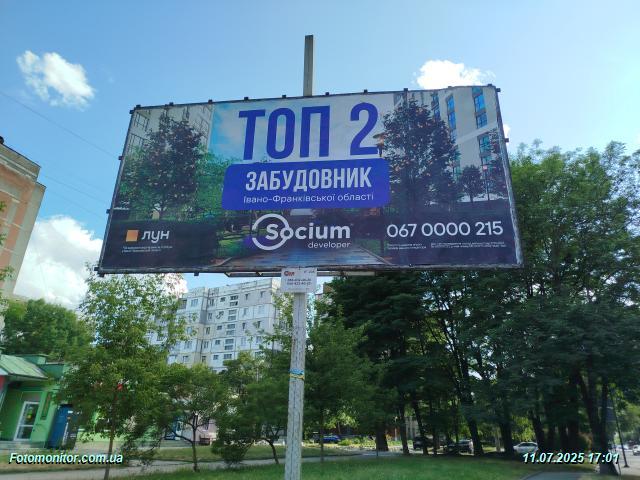 ТОП 2
ЗАБУДОВНИК
Івано-Франківської області
ЛУН
Socium
developer
067 0000 215
Fotomonitor.com.ua
11.07.2025 17:01